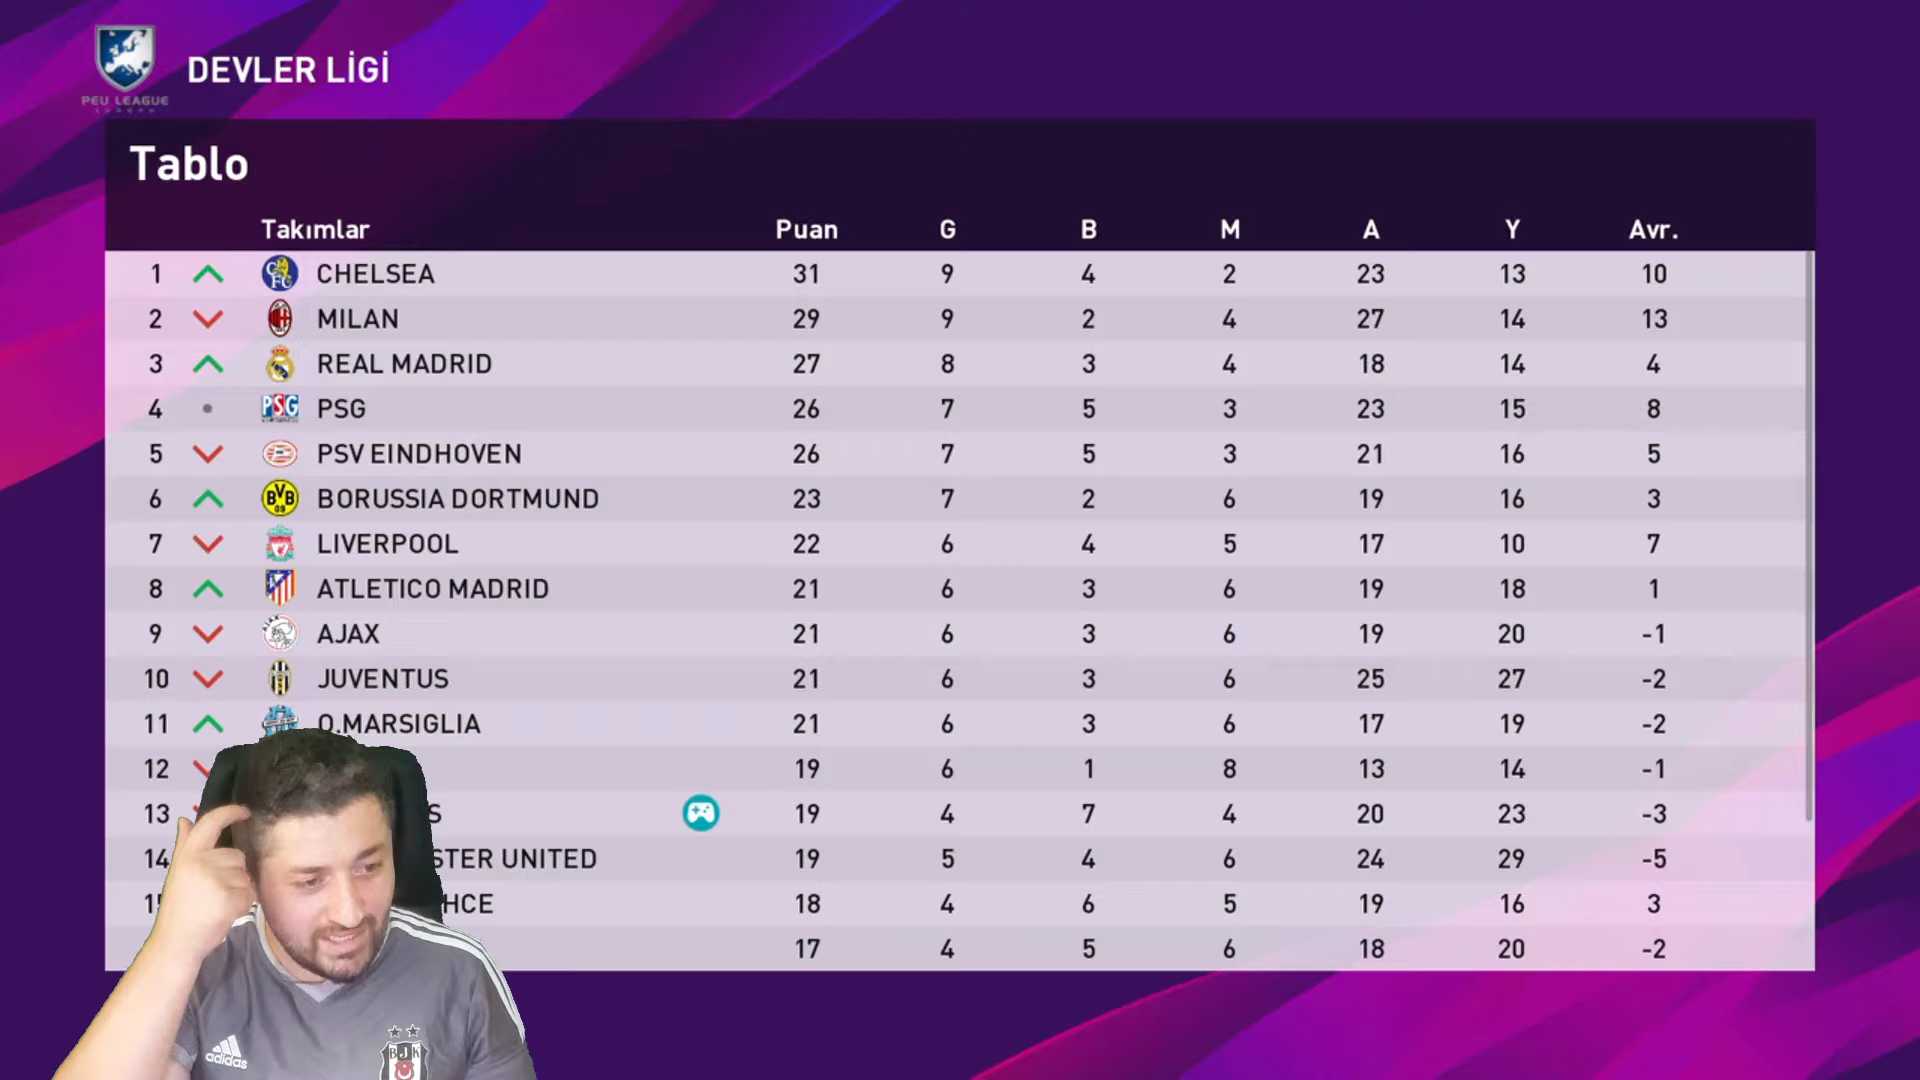 PEU LEAGUE
DEVLER LİGİ
Tablo
Takımlar Puan G B M A Y Avr.
1 CHELSEA 31 9 4 2 23 13 10
2 MILAN 29 9 2 4 27 14 13
3 REAL MADRID 27 8 3 4 18 14 4
4 PSG PSG 26 7 5 3 23 15 8
5 PSV EINDHOVEN 26 7 5 3 21 16 5
6 BVB 09 BORUSSIA DORTMUND 23 7 2 6 19 16 3
7 LIVERPOOL 22 6 4 5 17 10 7
8 ATLETICO MADRID 21 6 3 6 19 18 1
9 AJAX 21 6 3 6 19 20 -1
10 JUVENTUS 21 6 3 6 25 27 -2
11 O.MARSIGLIA 21 6 3 6 17 19 -2
12 19 6 1 8 13 14 -1
13 S 19 4 7 4 20 23 -3
14 STER UNITED 19 5 4 6 24 29 -5
HCE 18 4 6 5 19 16 3
17 4 5 6 18 20 -2
adidas
BJK